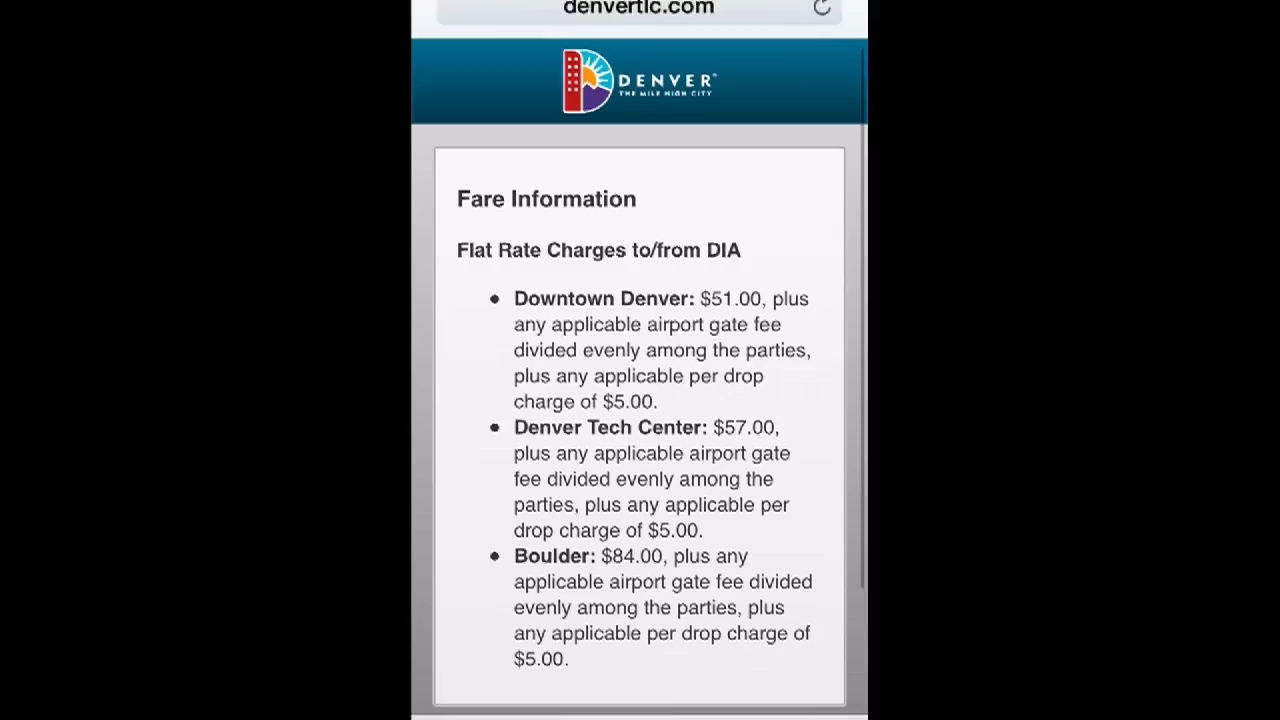 denvertlc.com
DENVER
THE MILE HIGH CITY
Fare Information
Flat Rate Charges to/from DIA
Downtown Denver: $51.00, plus
any applicable airport gate fee
divided evenly among the parties,
plus any applicable per drop
charge of $5.00.
Denver Tech Center: $57.00,
plus any applicable airport gate
fee divided evenly among the
parties, plus any applicable per
drop charge of $5.00.
Boulder: $84.00, plus any
applicable airport gate fee divided
evenly among the parties, plus
any applicable per drop charge of
$5.00.